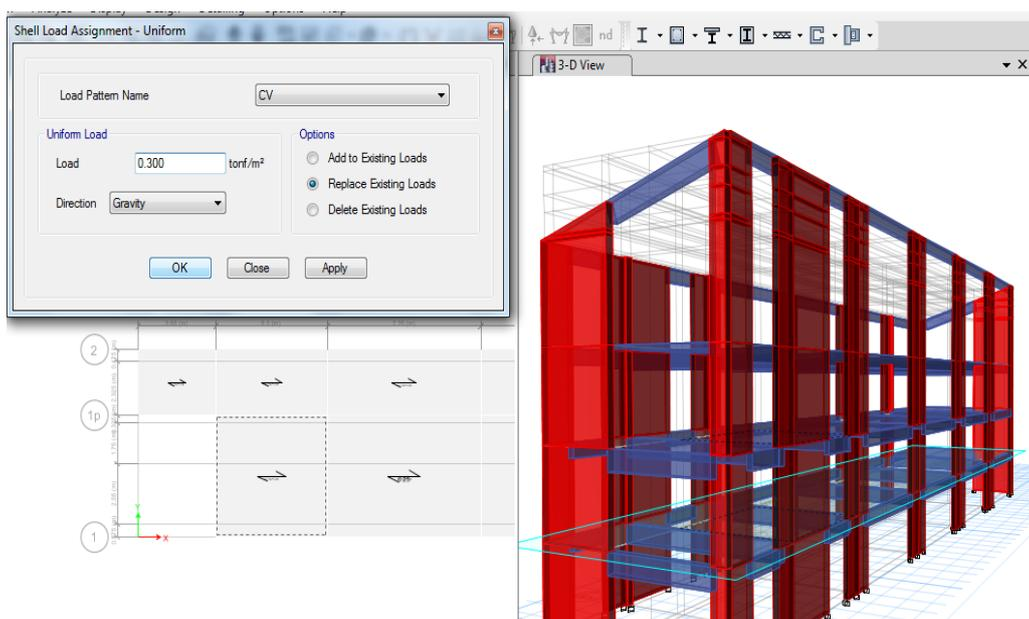 Shell Load Assignment - Uniform
Load Pattern Name
CV
Uniform Load
Load
0.300
tonf/m²
Direction
Gravity
Options
Add to Existing Loads
Replace Existing Loads
Delete Existing Loads
OK
Close
Apply
nd
3-D View
2
1p
1
Y
X